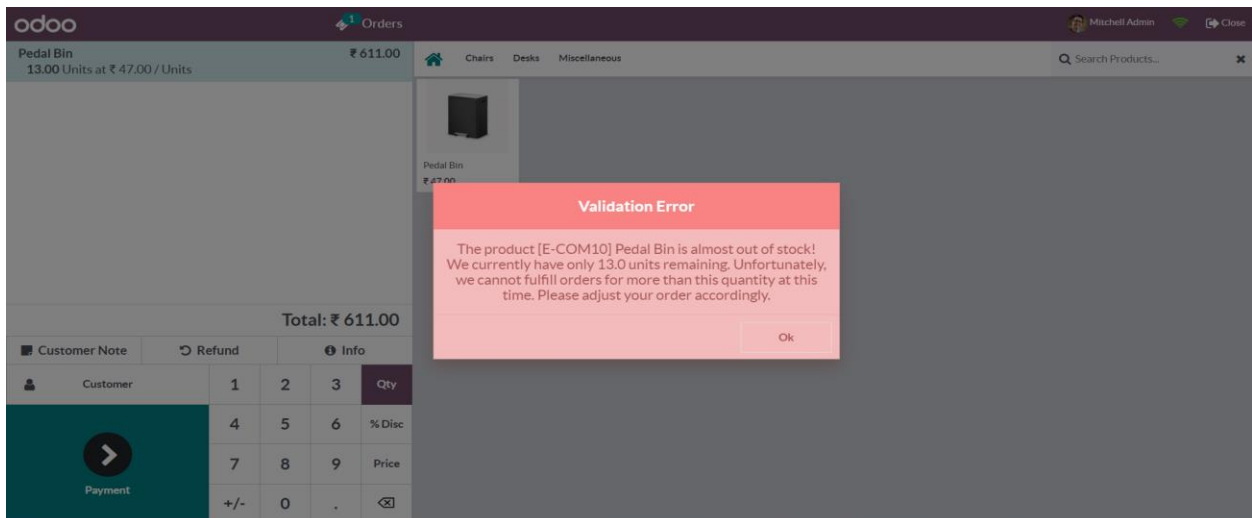 odoo
1 Orders
Mitchell Admin
Close
Pedal Bin ₹ 611.00
13.00 Units at ₹ 47.00 / Units
Chairs Desks Miscellaneous
Search Products...
Pedal Bin
₹ 47.00
Validation Error
The product [E-COM10] Pedal Bin is almost out of stock!
We currently have only 13.0 units remaining. Unfortunately,
we cannot fulfill orders for more than this quantity at this
time. Please adjust your order accordingly.
Ok
Total: ₹ 611.00
Customer Note Refund Info
Customer 1 2 3 Qty
4 5 6 % Disc
7 8 9 Price
Payment
+/- 0 .